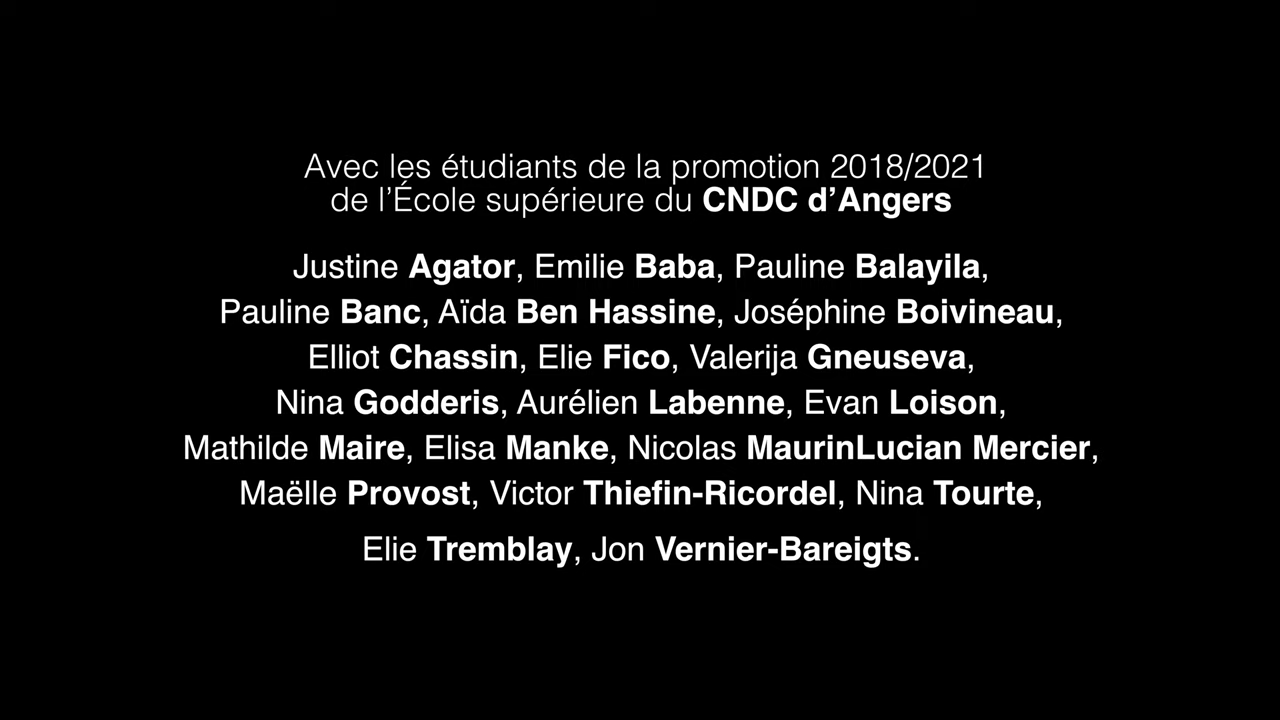 Avec les étudiants de la promotion 2018/2021
de l’École supérieure du CNDC d’Angers
Justine Agator, Emilie Baba, Pauline Balayila,
Pauline Banc, Aïda Ben Hassine, Joséphine Boivineau,
Elliot Chassin, Elie Fico, Valerija Gneuseva,
Nina Godderis, Aurélien Labenne, Evan Loison,
Mathilde Maire, Elisa Manke, Nicolas MaurinLucian Mercier,
Maëlle Provost, Victor Thiefin-Ricordel, Nina Tourte,
Elie Tremblay, Jon Vernier-Bareigts.